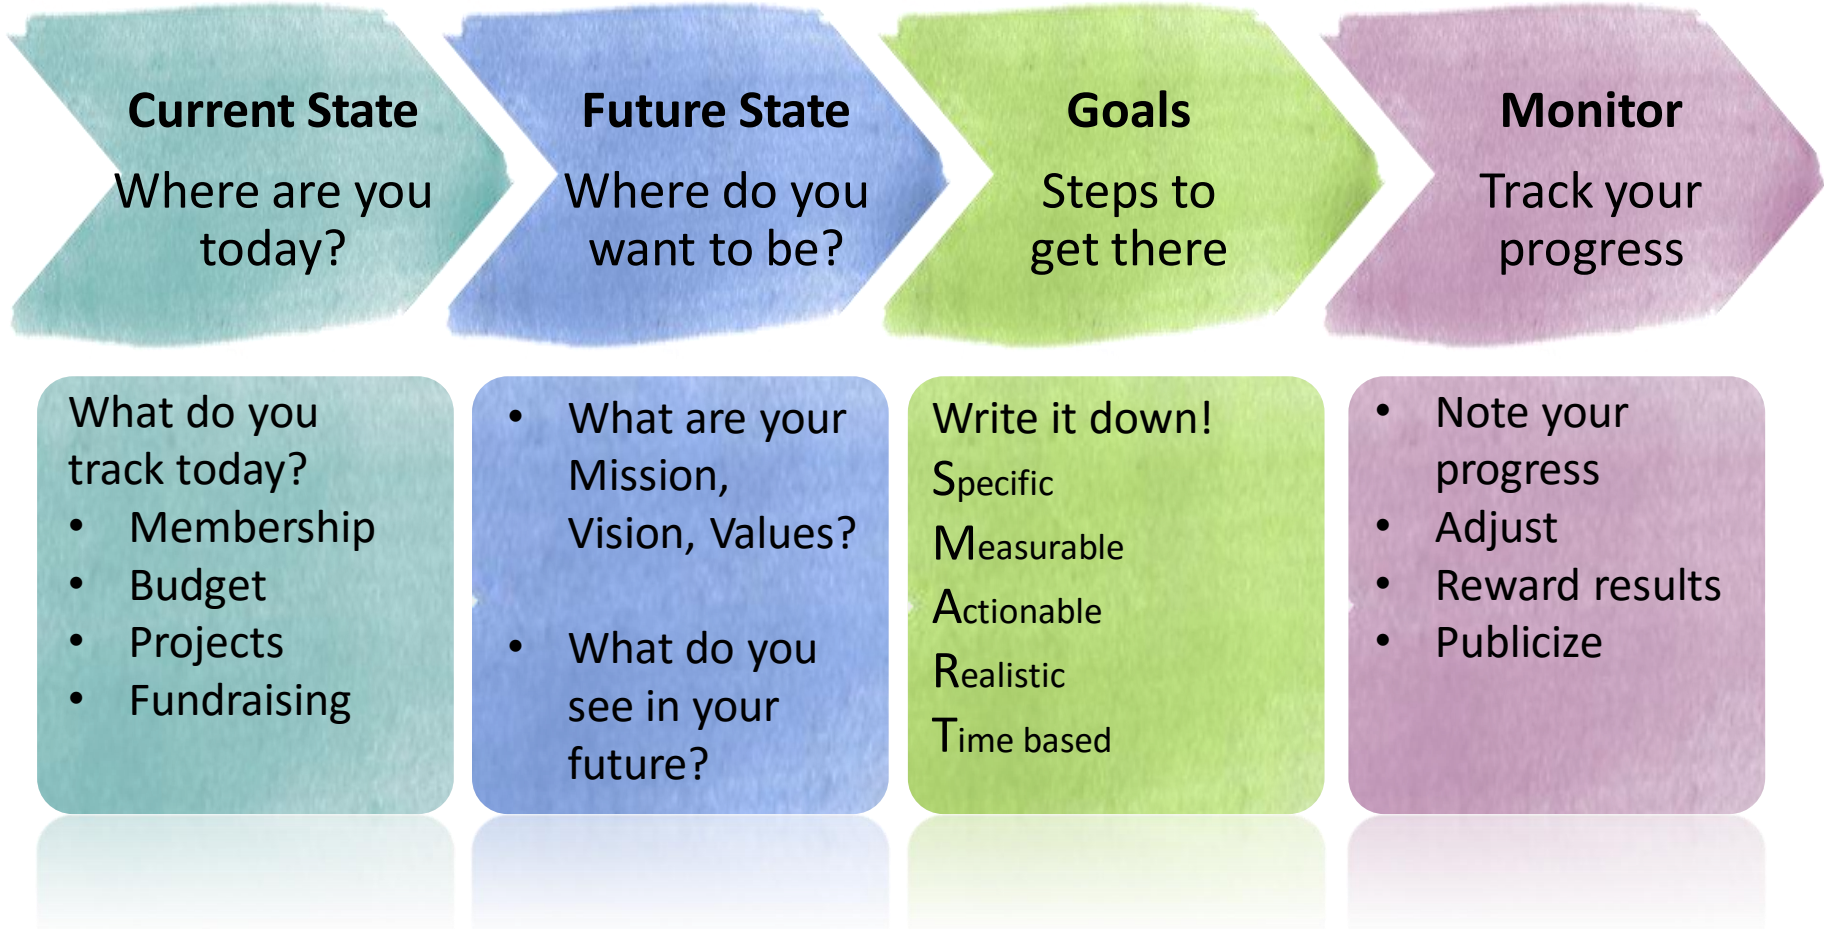 Current State
Where are you
today?
Future State
Where do you
want to be?
Goals
Steps to
get there
Monitor
Track your
progress
What do you
track today?
• Membership
• Budget
• Projects
• Fundraising
• What are your
Mission,
Vision, Values?
• What do you
see in your
future?
Write it down!
Specific
Measurable
Actionable
Realistic
Time based
• Note your
progress
• Adjust
• Reward results
• Publicize